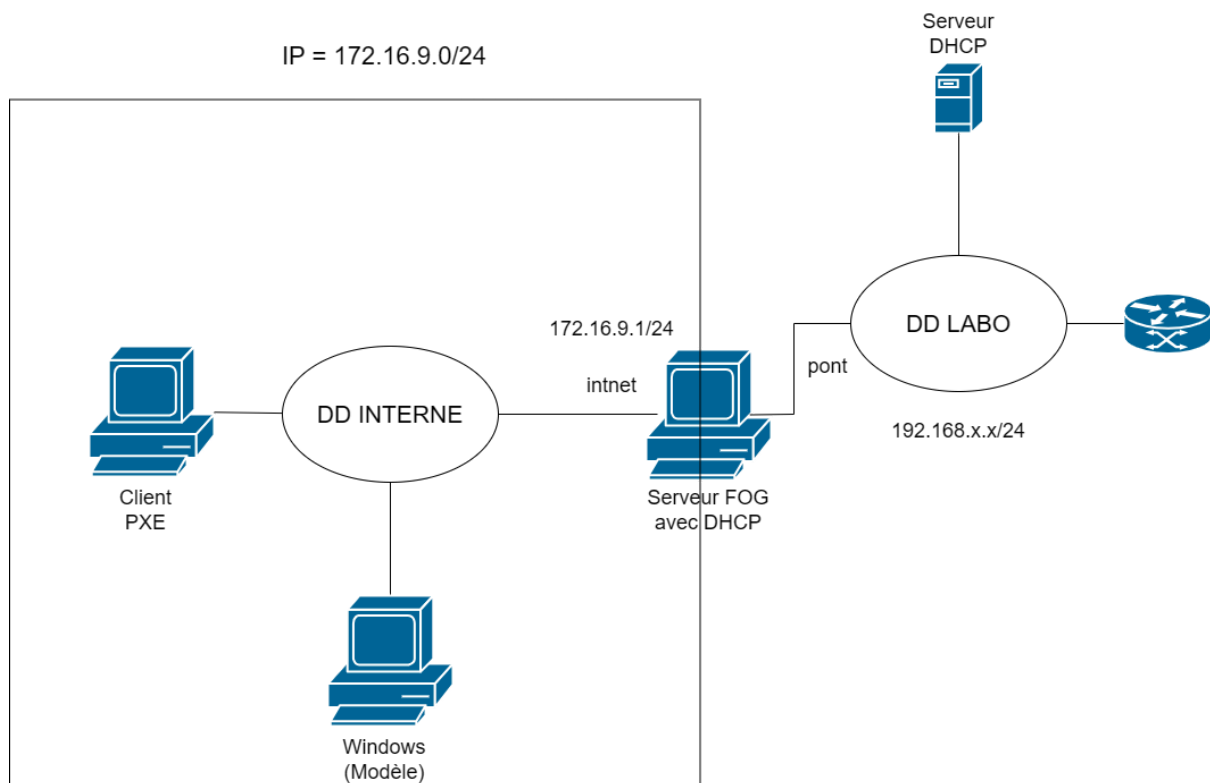 Serveur
DHCP
IP = 172.16.9.0/24
172.16.9.1/24
intnet
pont
DD LABO
DD INTERNE
192.168.x.x/24
Client
PXE
Serveur FOG
avec DHCP
Windows
(Modèle)